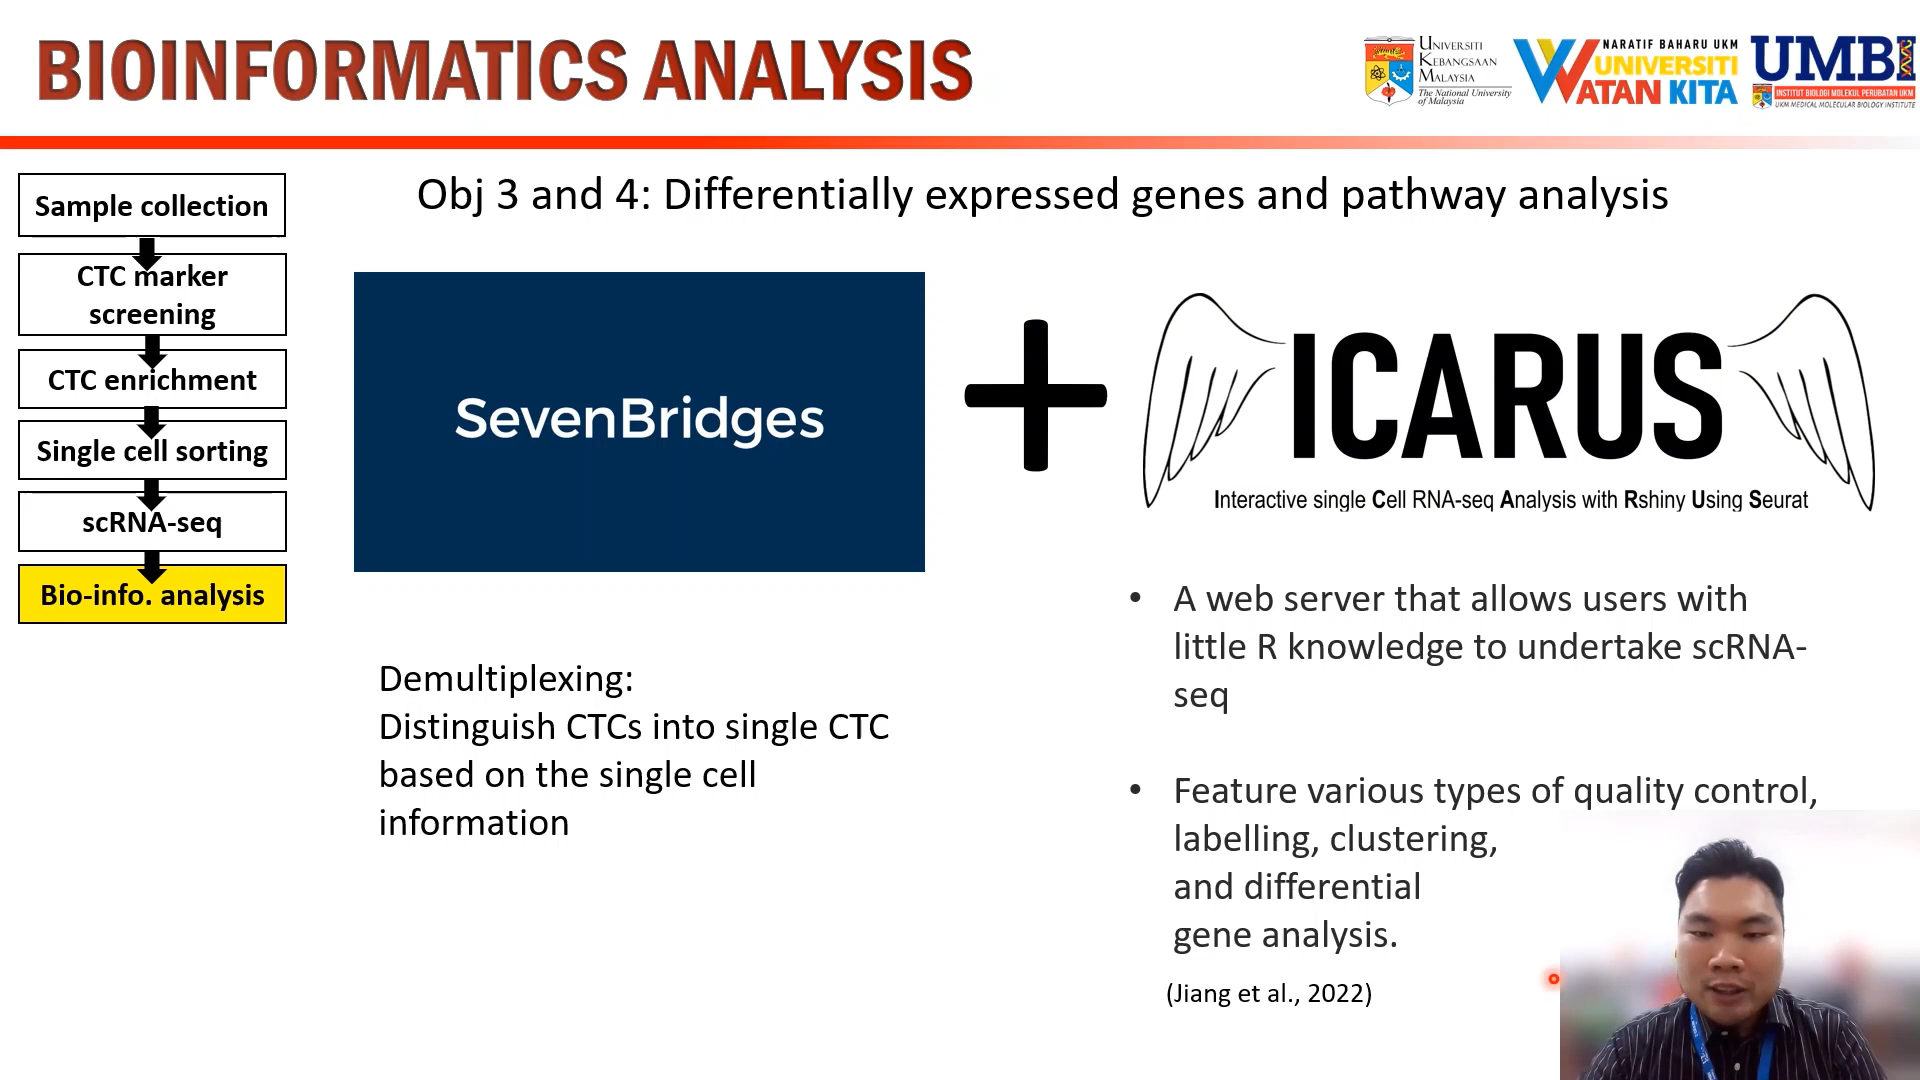 BIOINFORMATICS ANALYSIS
UNIVERSITI
KEBANGSAAN
MALAYSIA
The National University
of Malaysia
NARATIF BAHARU UKM
UNIVERSITI
WATAN KITA
UMBI
INSTITUT BIOLOGI MOLEKUL PERUBATAN UKM
UKM MEDICAL MOLECULAR BIOLOGY INSTITUTE
Obj 3 and 4: Differentially expressed genes and pathway analysis
Sample collection
CTC marker
screening
CTC enrichment
Single cell sorting
scRNA-seq
Bio-info. analysis
SevenBridges
+
ICARUS
Interactive single Cell RNA-seq Analysis with Rshiny Using Seurat
Demultiplexing:
Distinguish CTCs into single CTC
based on the single cell
information
• A web server that allows users with
little R knowledge to undertake scRNA-
seq
• Feature various types of quality control,
labelling, clustering,
and differential
gene analysis.
(Jiang et al., 2022)